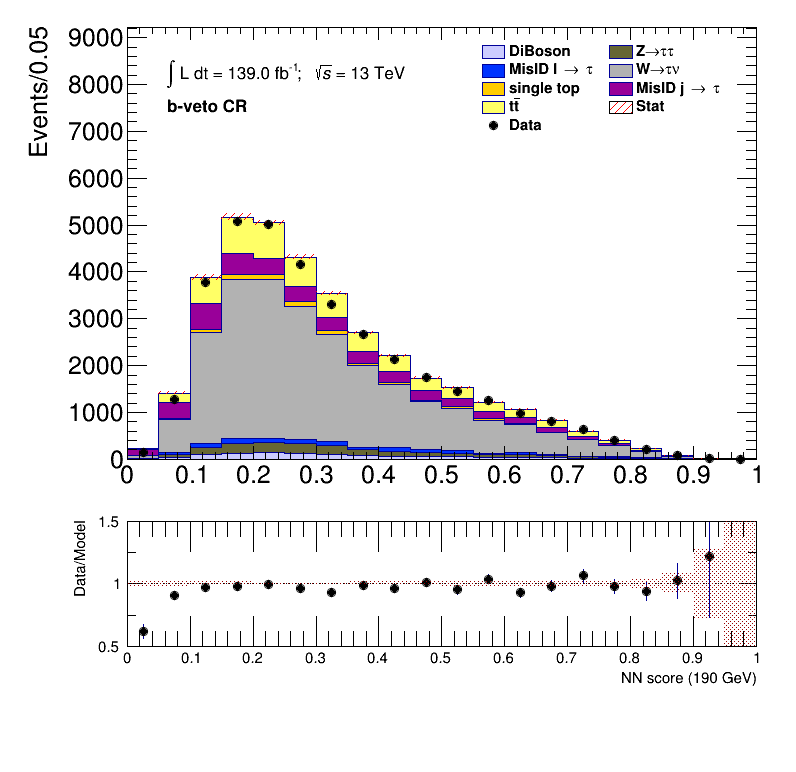 Events/0.05
9000
8000
7000
6000
5000
4000
3000
2000
1000
0
∫ L dt = 139.0 fb⁻¹; √s = 13 TeV
b-veto CR
DiBoson
MisID l → τ
single top
tt̄
Data
Z→ττ
W→τν
MisID j → τ
Stat
0 0.1 0.2 0.3 0.4 0.5 0.6 0.7 0.8 0.9 1
Data/Model
1.5
1
0.5
0 0.1 0.2 0.3 0.4 0.5 0.6 0.7 0.8 0.9 1
NN score (190 GeV)